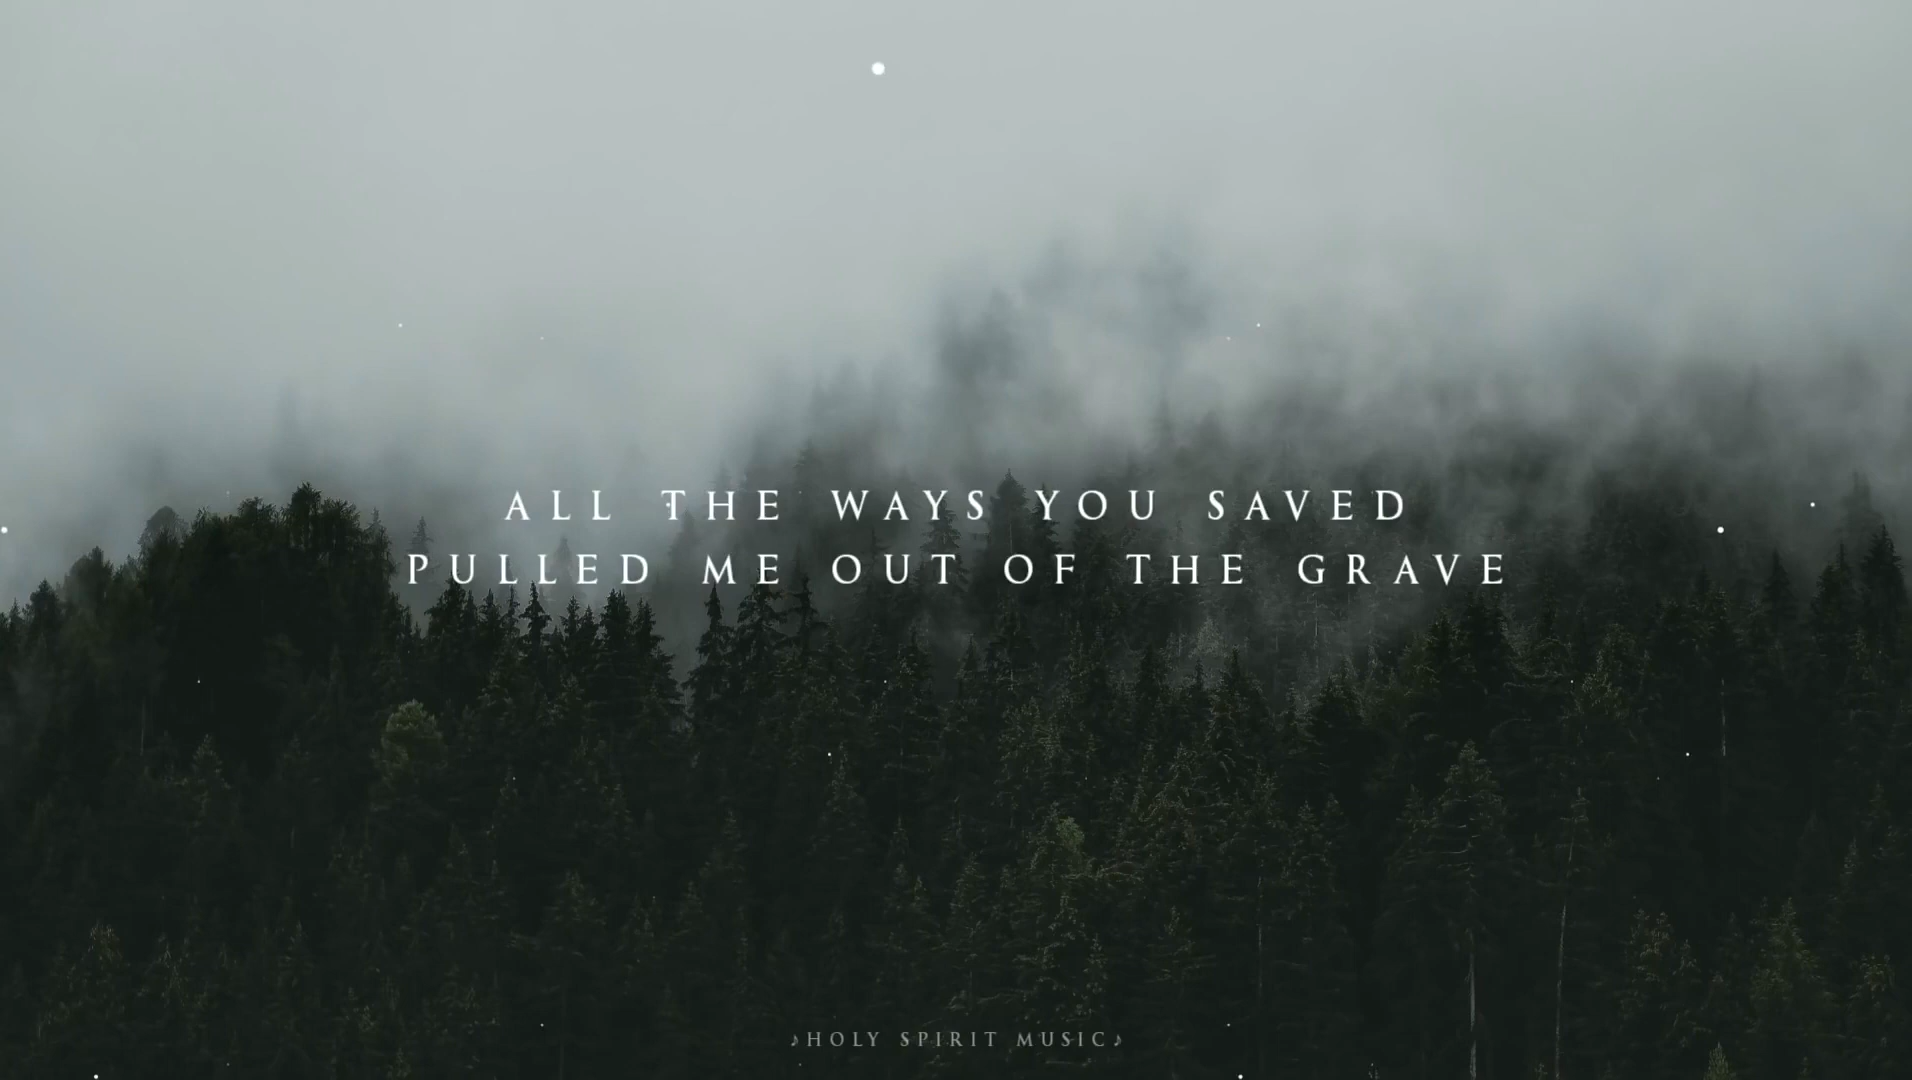 ALL THE WAYS YOU SAVED
PULLED ME OUT OF THE GRAVE
♪HOLY SPIRIT MUSIC♪